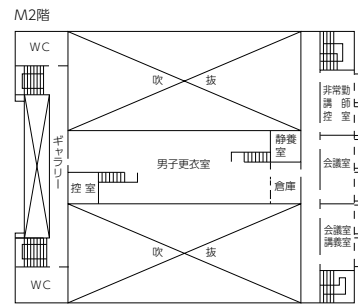 M2階
WC
吹 抜
非常勤
講 師
控 室
ギャラリー
静養
室
男子更衣室
会議室
控 室
倉庫
会議室
講義室
吹 抜
WC